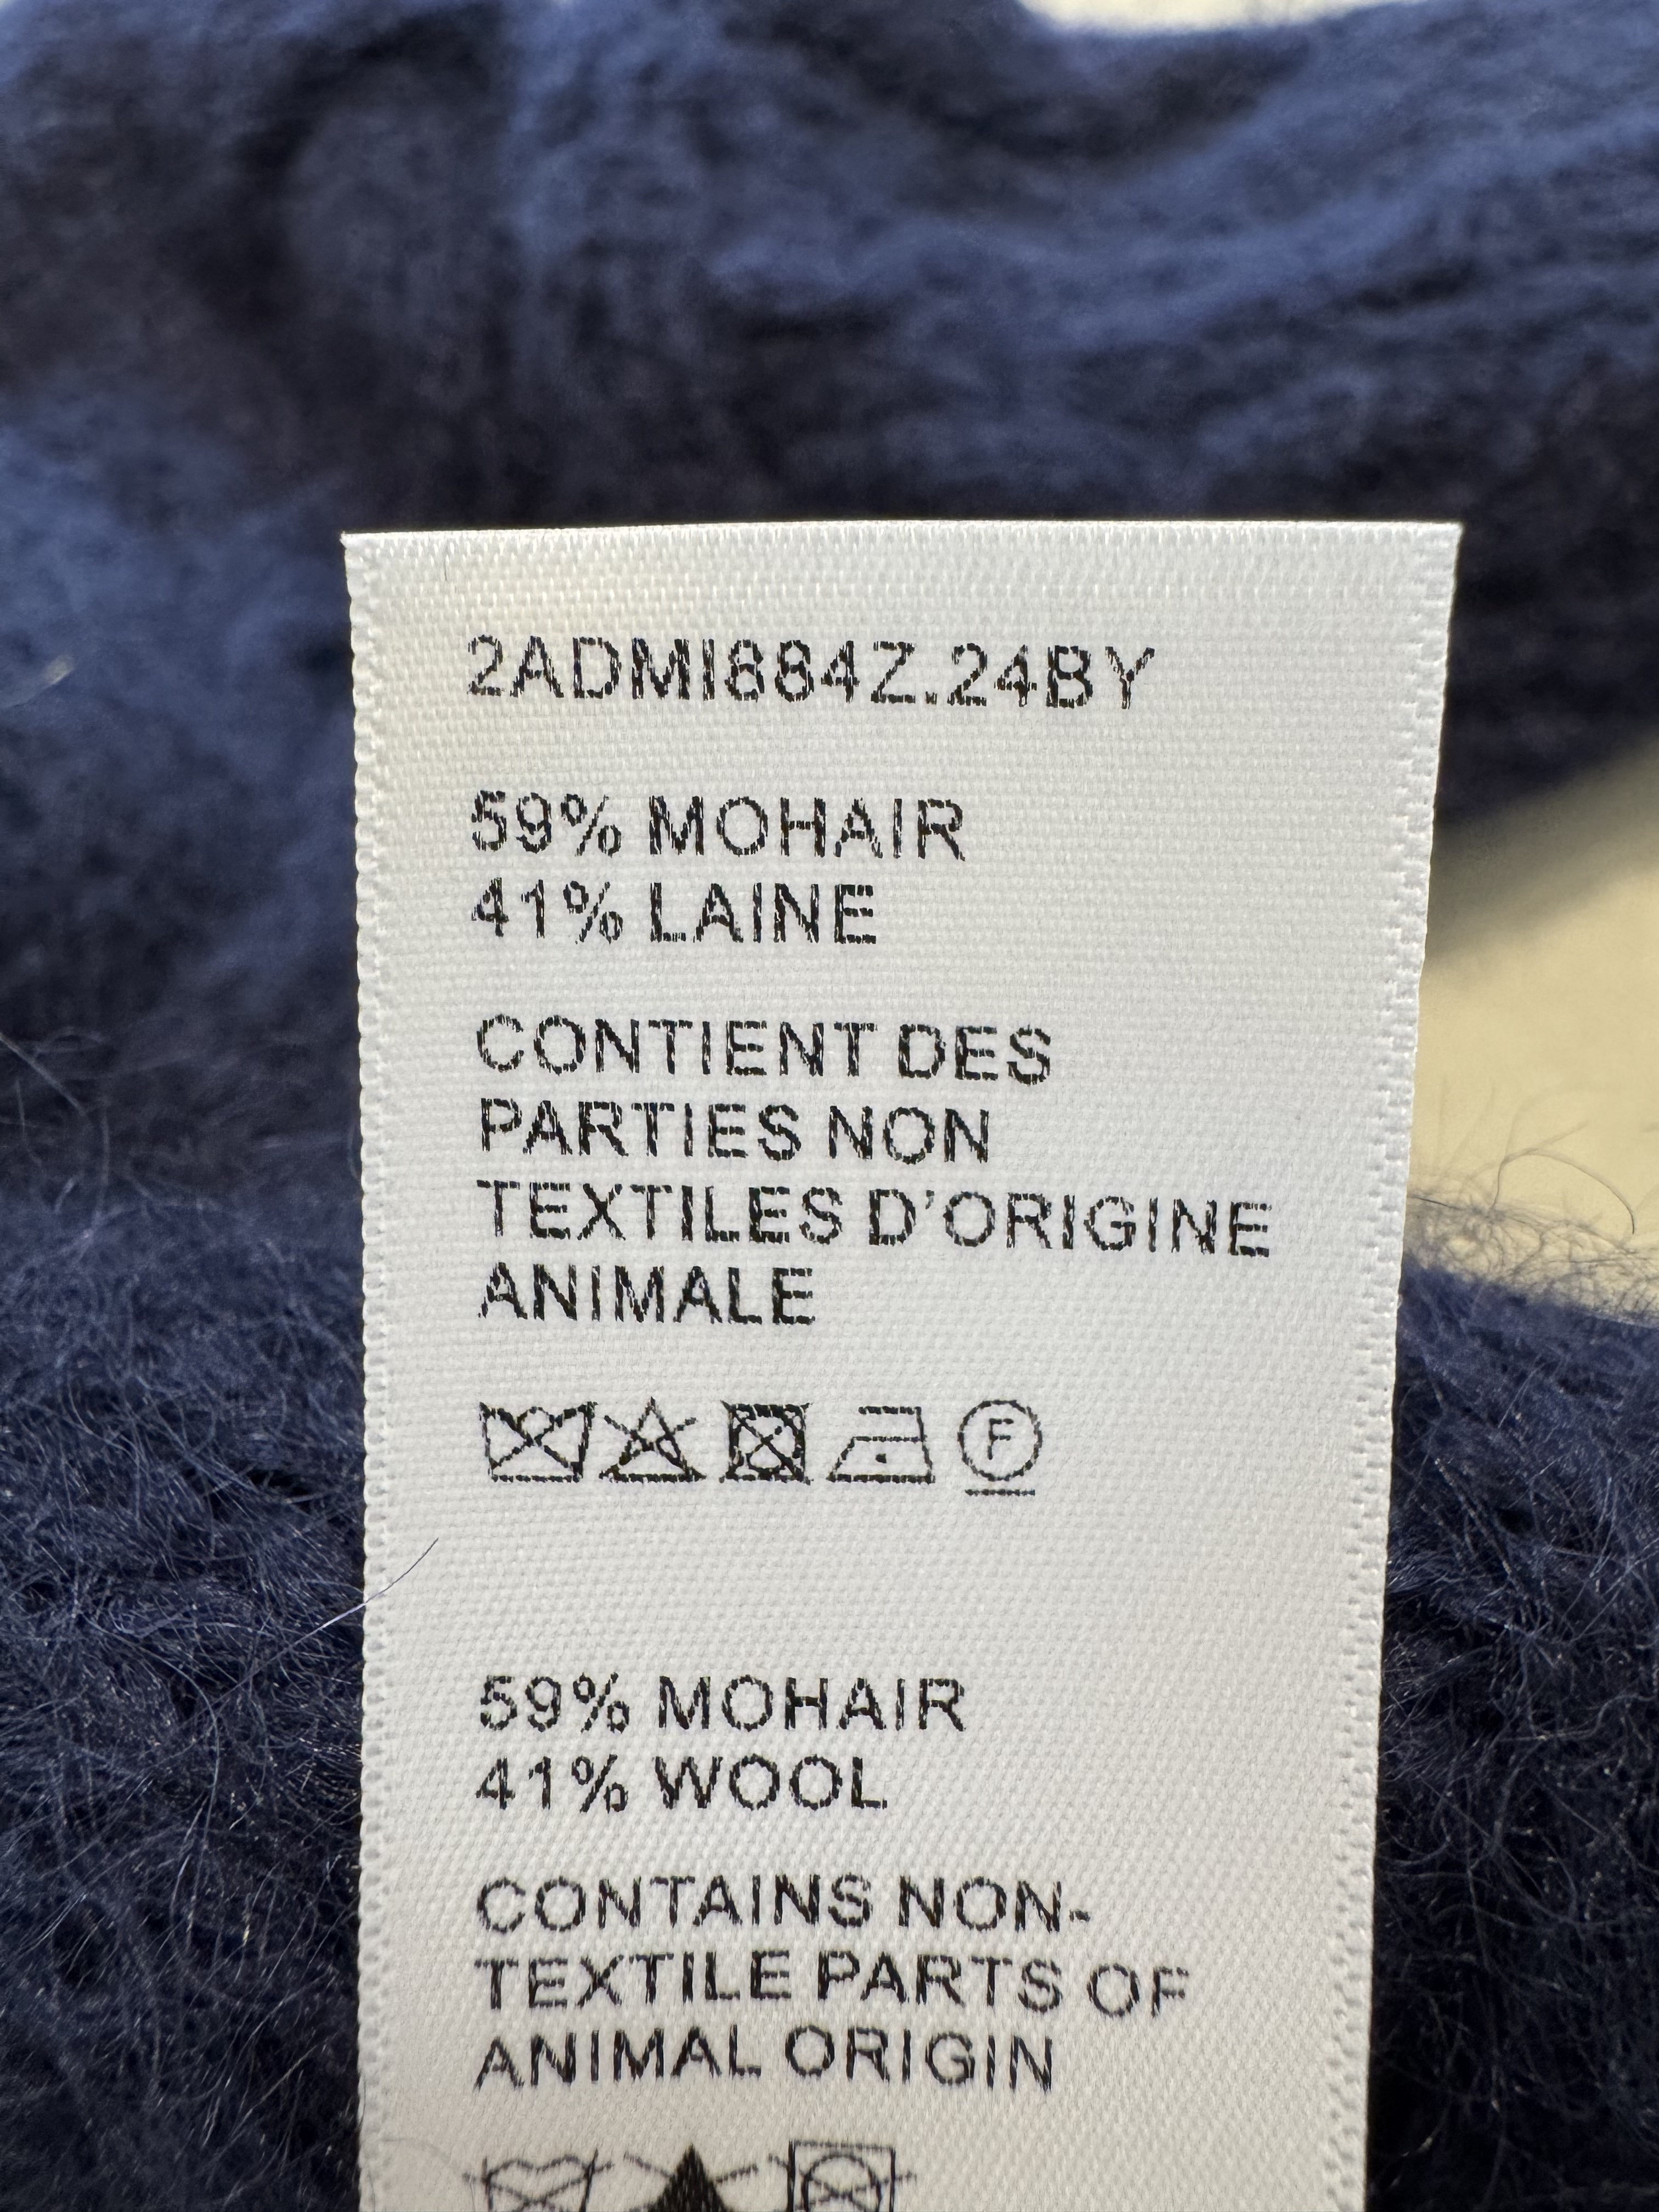 2ADMI884Z.24BY
59% MOHAIR
41% LAINE
CONTIENT DES
PARTIES NON
TEXTILES D'ORIGINE
ANIMALE
F
59% MOHAIR
41% WOOL
CONTAINS NON-
TEXTILE PARTS OF
ANIMAL ORIGIN